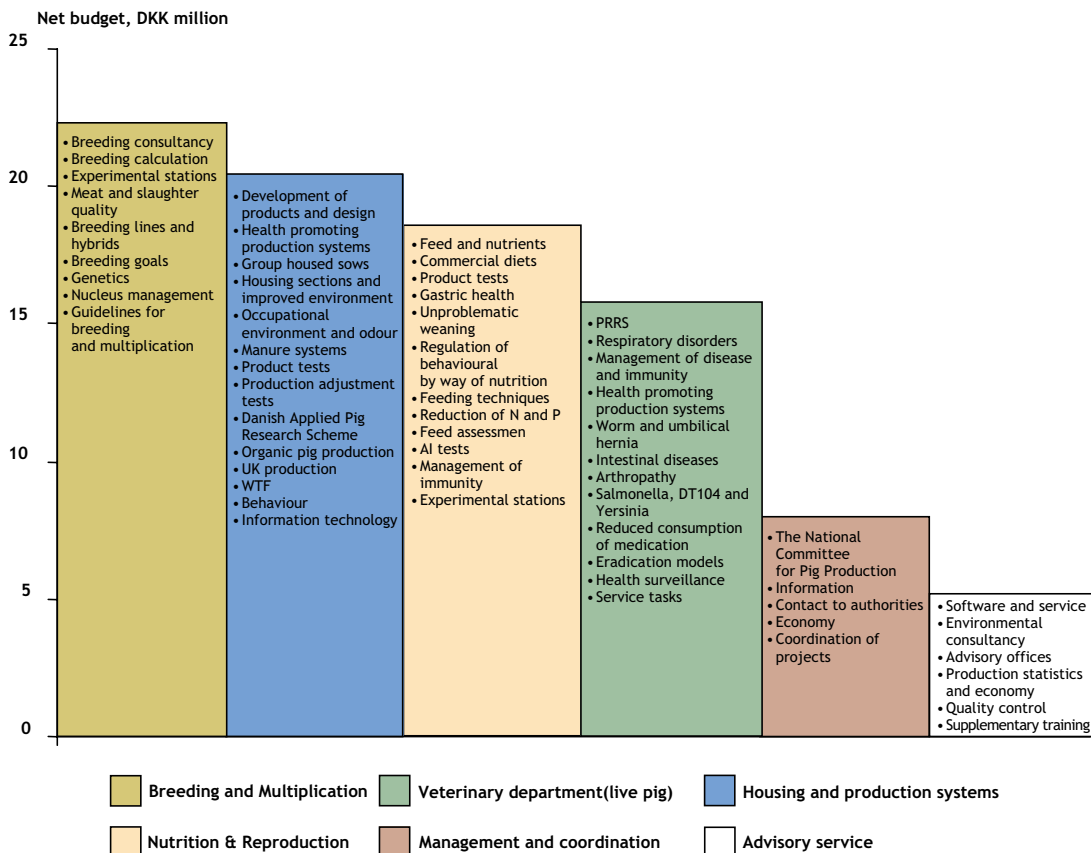 Net budget, DKK million
25
20
15
10
5
0
• Breeding consultancy
• Breeding calculation
• Experimental stations
• Meat and slaughter
quality
• Breeding lines and
hybrids
• Breeding goals
• Genetics
• Nucleus management
• Guidelines for
breeding
and multiplication
• Development of
products and design
• Health promoting
production systems
• Group housed sows
• Housing sections and
improved environment
• Occupational
environment and odour
• Manure systems
• Product tests
• Production adjustment
tests
• Danish Applied Pig
Research Scheme
• Organic pig production
• UK production
• WTF
• Behaviour
• Information technology
• Feed and nutrients
• Commercial diets
• Product tests
• Gastric health
• Unproblematic
weaning
• Regulation of
behavioural
by way of nutrition
• Feeding techniques
• Reduction of N and P
• Feed assessmen
• AI tests
• Management of
immunity
• Experimental stations
• PRRS
• Respiratory disorders
• Management of disease
and immunity
• Health promoting
production systems
• Worm and umbilical
hernia
• Intestinal diseases
• Arthropathy
• Salmonella, DT104 and
Yersinia
• Reduced consumption
of medication
• Eradication models
• Health surveillance
• Service tasks
• The National
Committee
for Pig Production
• Information
• Contact to authorities
• Economy
• Coordination of
projects
• Software and service
• Environmental
consultancy
• Advisory offices
• Production statistics
and economy
• Quality control
• Supplementary training
Breeding and Multiplication
Veterinary department(live pig)
Housing and production systems
Nutrition & Reproduction
Management and coordination
Advisory service